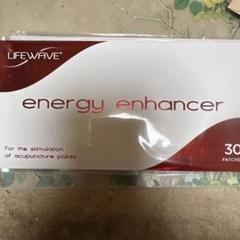 LIFEWAVE®
energy enhancer
For the stimulation
of acupuncture points
30
PATCHES